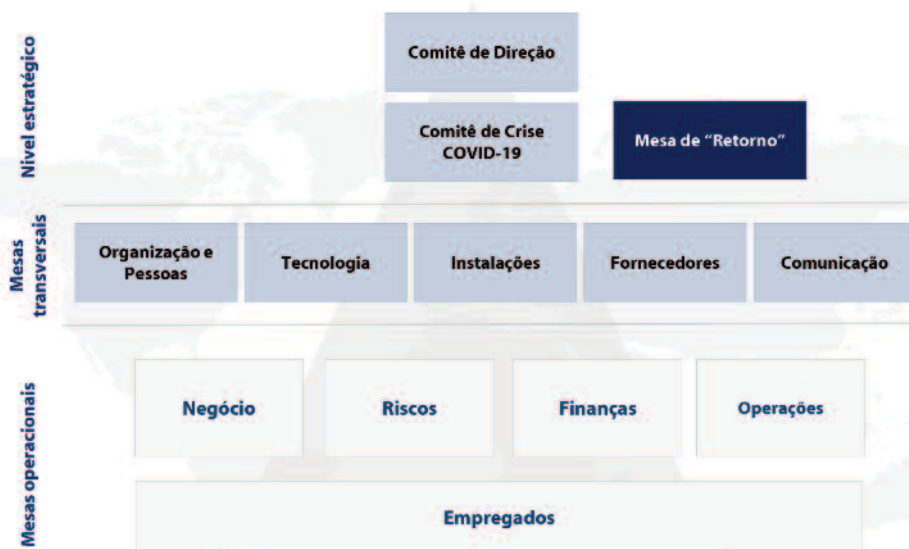 Nível estratégico
Comitê de Direção
Comitê de Crise
COVID-19
Mesa de “Retorno”
Mesas
transversais
Organização e
Pessoas
Tecnologia
Instalações
Fornecedores
Comunicação
Mesas operacionais
Negócio
Riscos
Finanças
Operações
Empregados